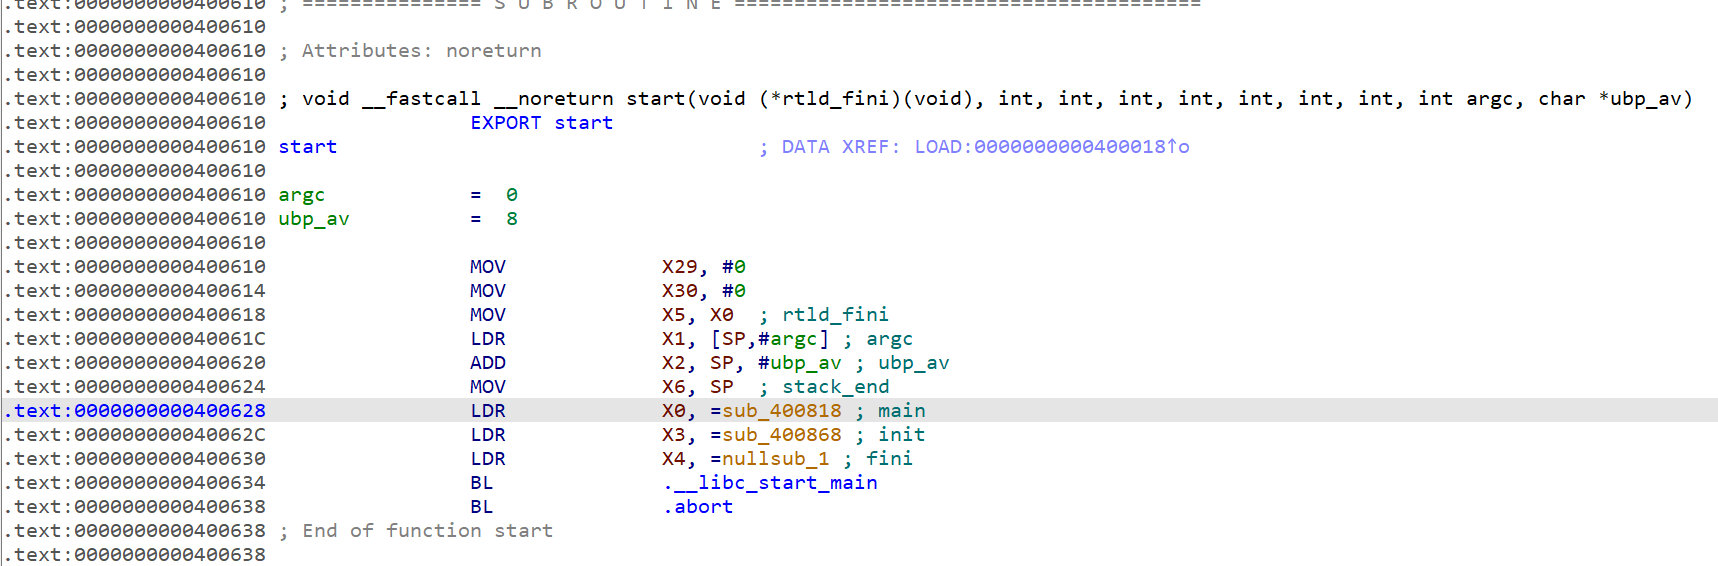 .text:0000000000400610 ; =============== S U B R O U T I N E =======================================
.text:0000000000400610
.text:0000000000400610 ; Attributes: noreturn
.text:0000000000400610
.text:0000000000400610 ; void __fastcall __noreturn start(void (*rtld_fini)(void), int, int, int, int, int, int, int, int argc, char *ubp_av)
.text:0000000000400610                 EXPORT start
.text:0000000000400610 start                                   ; DATA XREF: LOAD:0000000000400018↑o
.text:0000000000400610
.text:0000000000400610 argc            =  0
.text:0000000000400610 ubp_av          =  8
.text:0000000000400610
.text:0000000000400610                 MOV             X29, #0
.text:0000000000400614                 MOV             X30, #0
.text:0000000000400618                 MOV             X5, X0  ; rtld_fini
.text:000000000040061C                 LDR             X1, [SP,#argc] ; argc
.text:0000000000400620                 ADD             X2, SP, #ubp_av ; ubp_av
.text:0000000000400624                 MOV             X6, SP  ; stack_end
.text:0000000000400628                 LDR             X0, =sub_400818 ; main
.text:000000000040062C                 LDR             X3, =sub_400868 ; init
.text:0000000000400630                 LDR             X4, =nullsub_1 ; fini
.text:0000000000400634                 BL              .__libc_start_main
.text:0000000000400638                 BL              .abort
.text:0000000000400638 ; End of function start
.text:0000000000400638